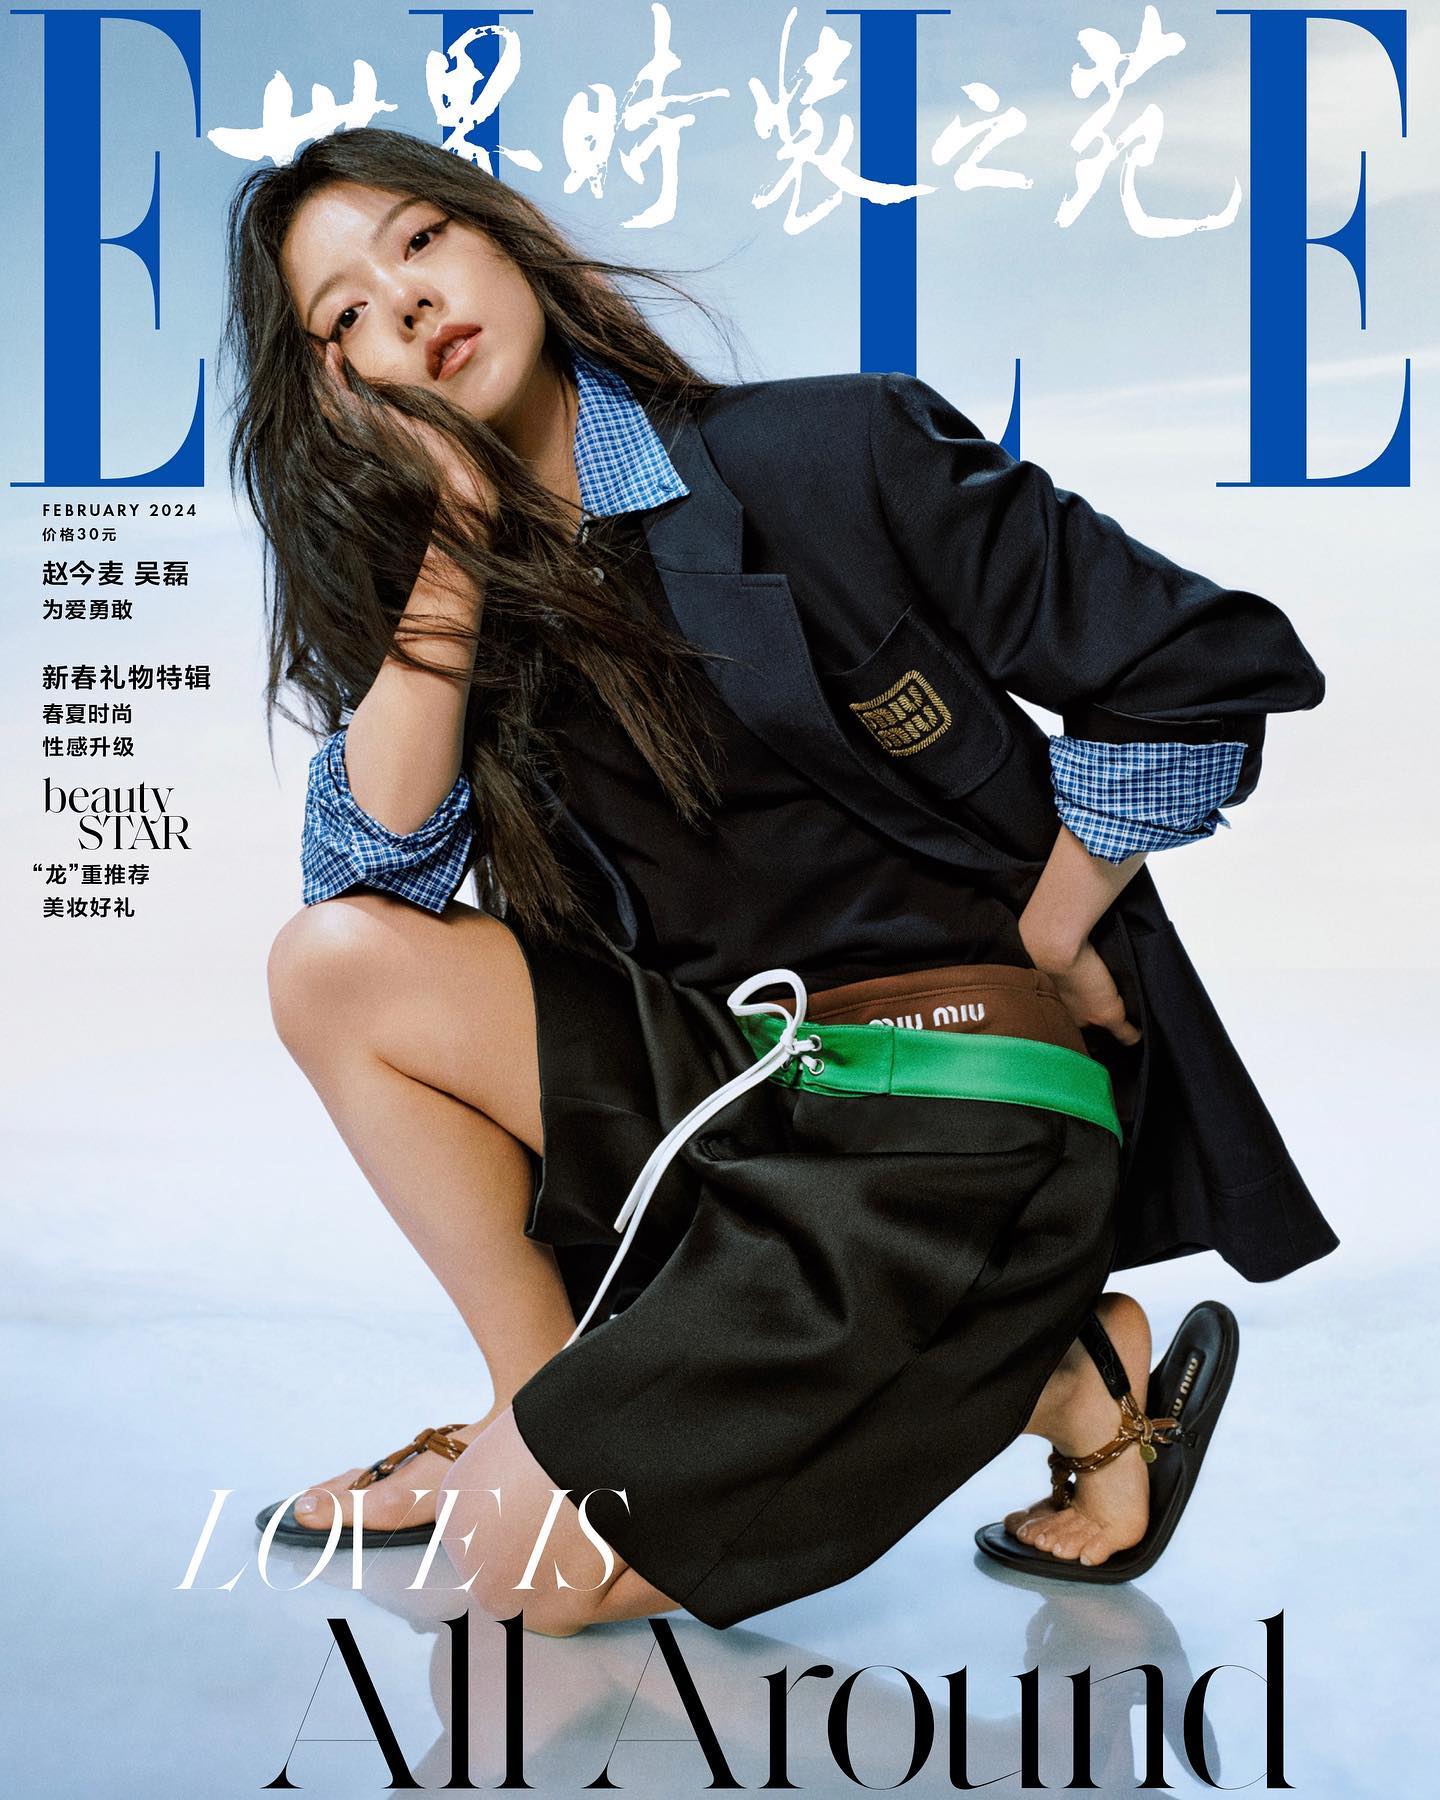 ELLE
世界時裝之苑
FEBRUARY 2024
价格30元
赵今麦 吴磊
为爱勇敢
新春礼物特辑
春夏时尚
性感升级
beauty
STAR
“龙”重推荐
美妆好礼
miu miu
miu miu
LOVE IS
All Around